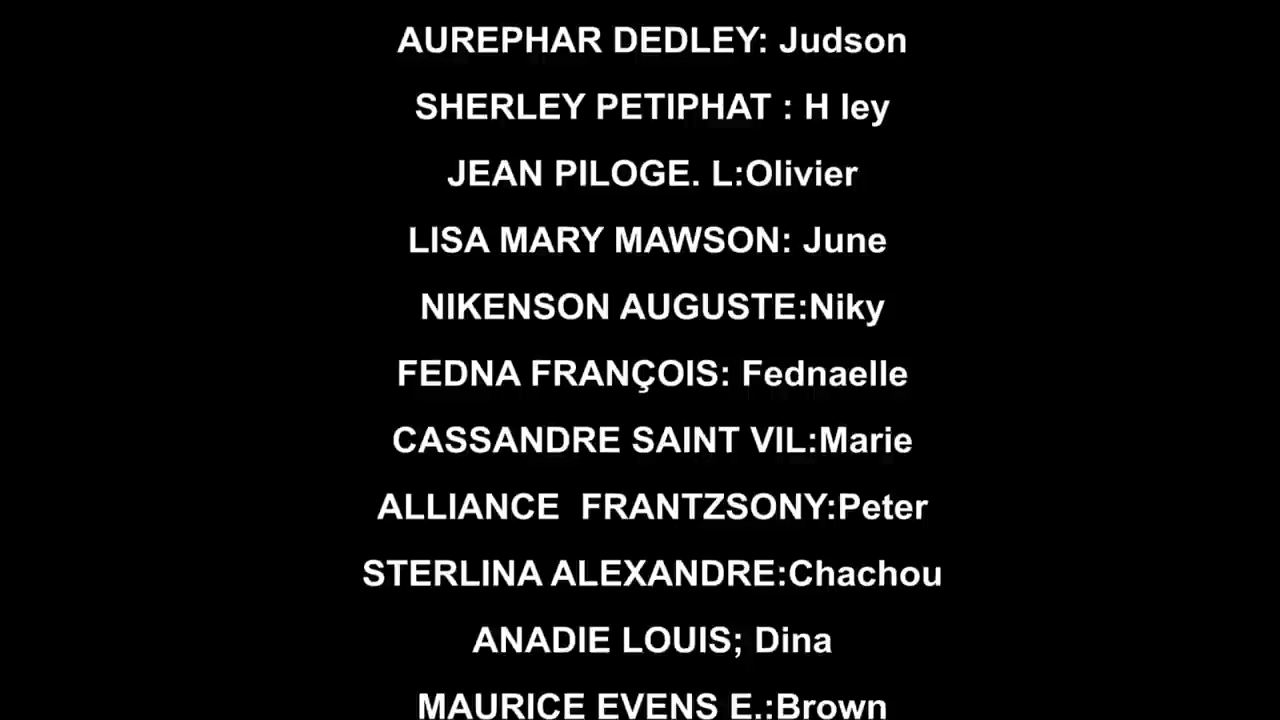 AUREPHAR DEDLEY: Judson
SHERLEY PETIPHAT : H ley
JEAN PILOGE. L:Olivier
LISA MARY MAWSON: June
NIKENSON AUGUSTE:Niky
FEDNA FRANÇOIS: Fednaelle
CASSANDRE SAINT VIL:Marie
ALLIANCE  FRANTZSONY:Peter
STERLINA ALEXANDRE:Chachou
ANADIE LOUIS; Dina
MAURICE EVENS E.:Brown